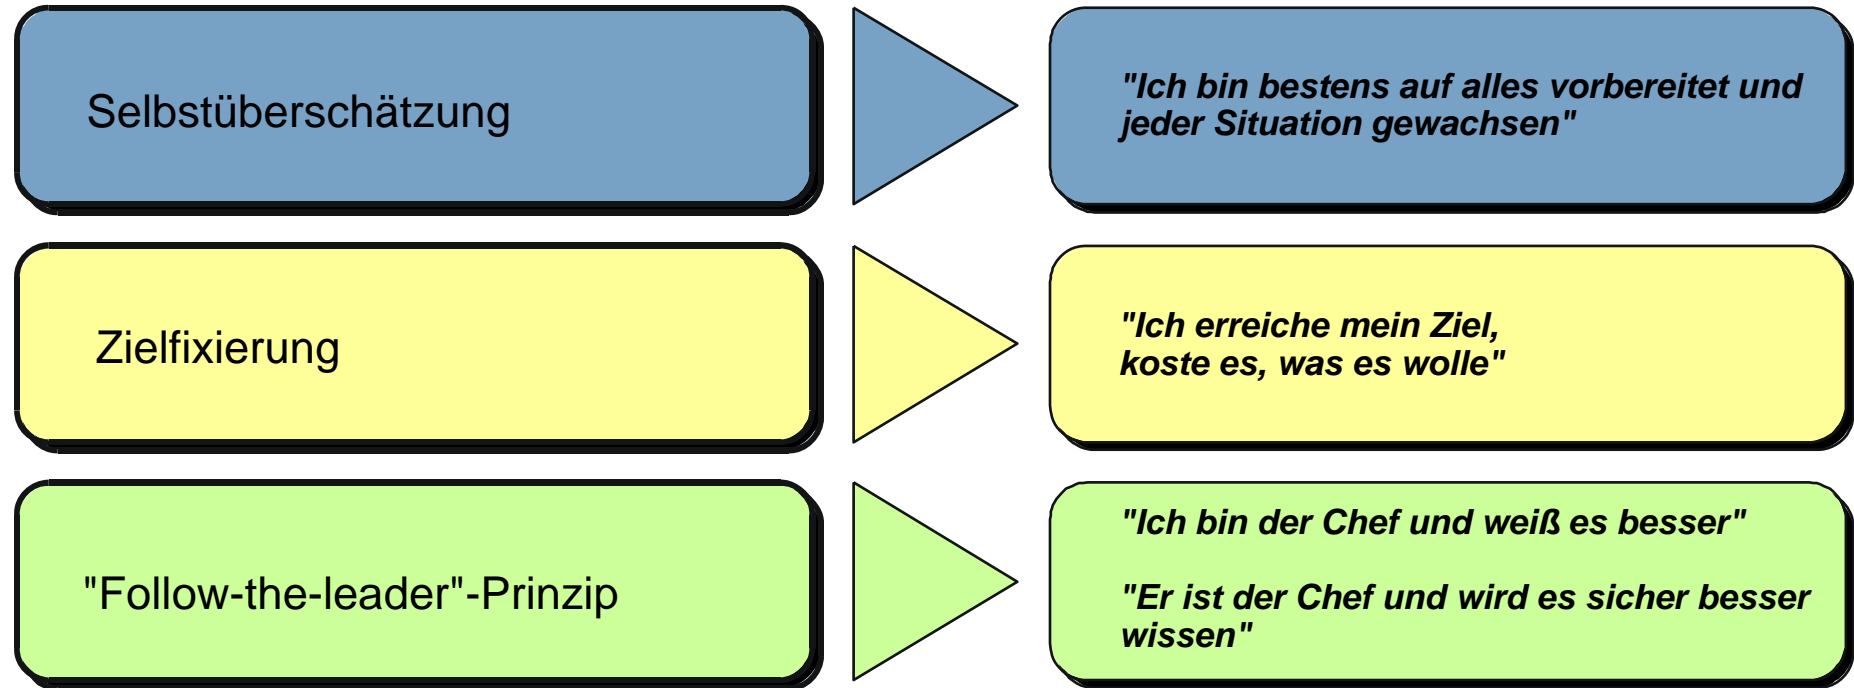 Selbstüberschätzung
"Ich bin bestens auf alles vorbereitet und
jeder Situation gewachsen"
Zielfixierung
"Ich erreiche mein Ziel,
koste es, was es wolle"
"Follow-the-leader"-Prinzip
"Ich bin der Chef und weiß es besser"
"Er ist der Chef und wird es sicher besser
wissen"